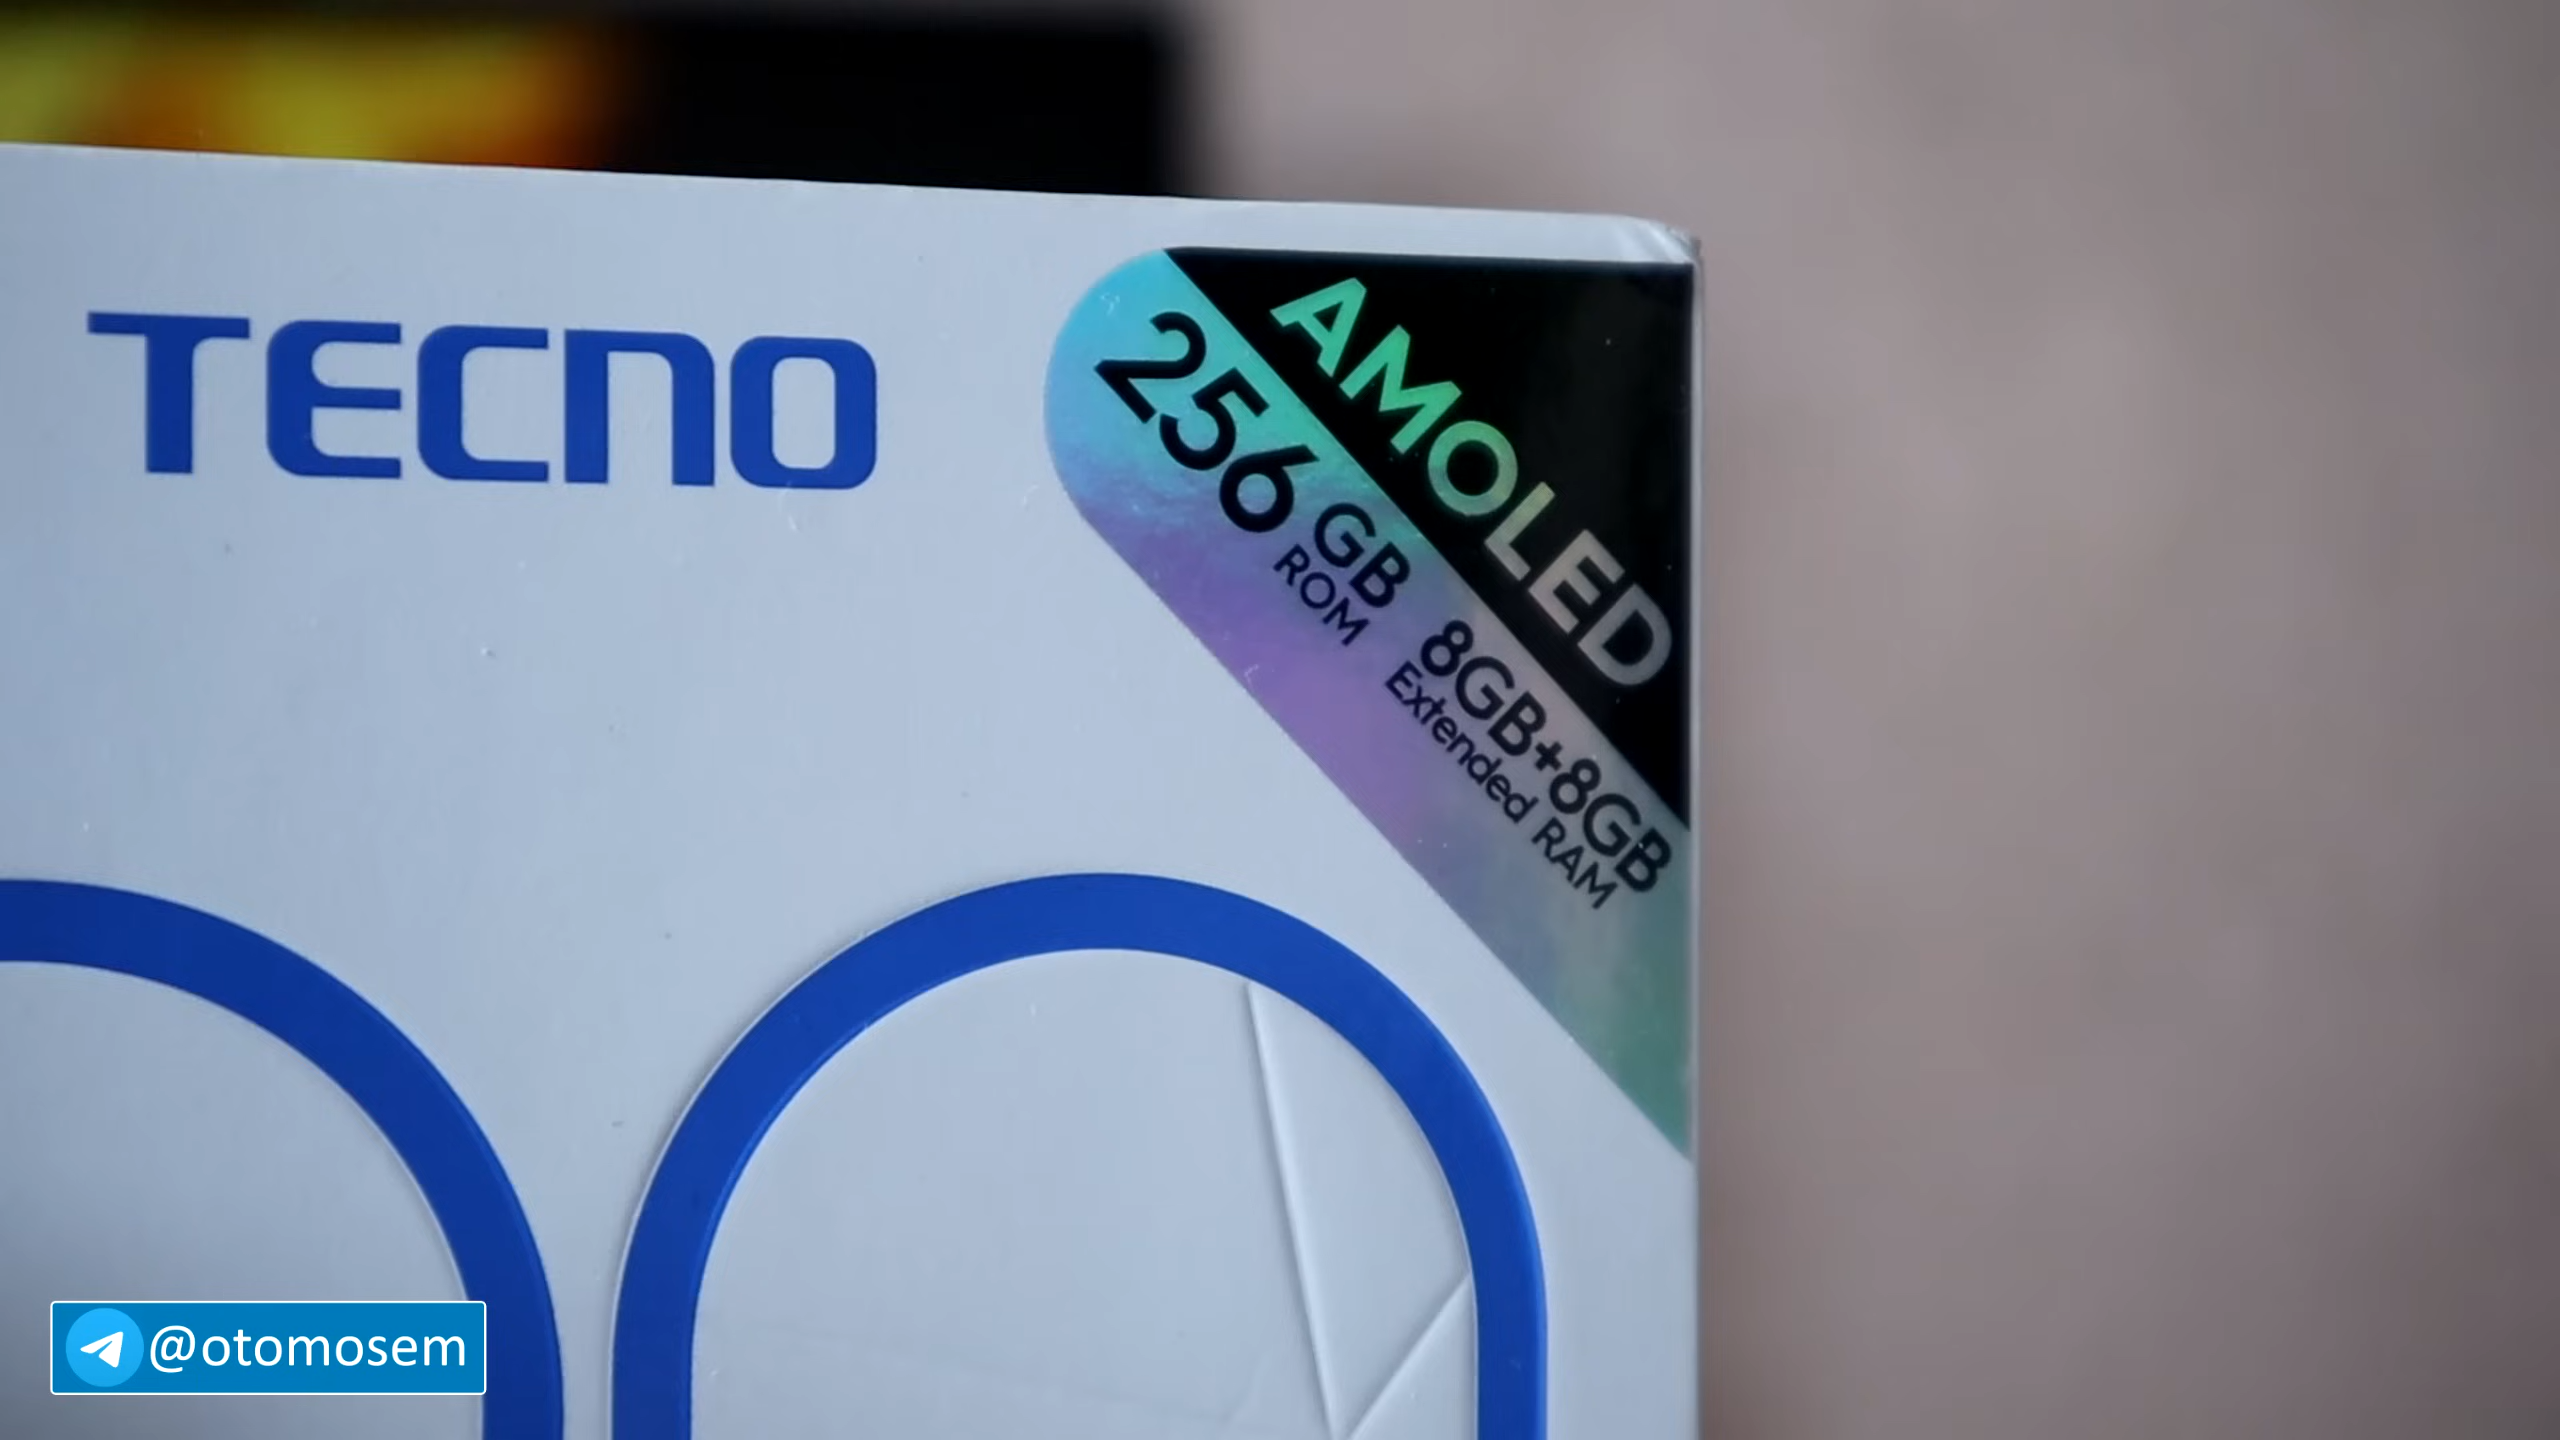 TECNO
AMOLED
256 GB
ROM
8GB+8GB
Extended RAM
@otomosem